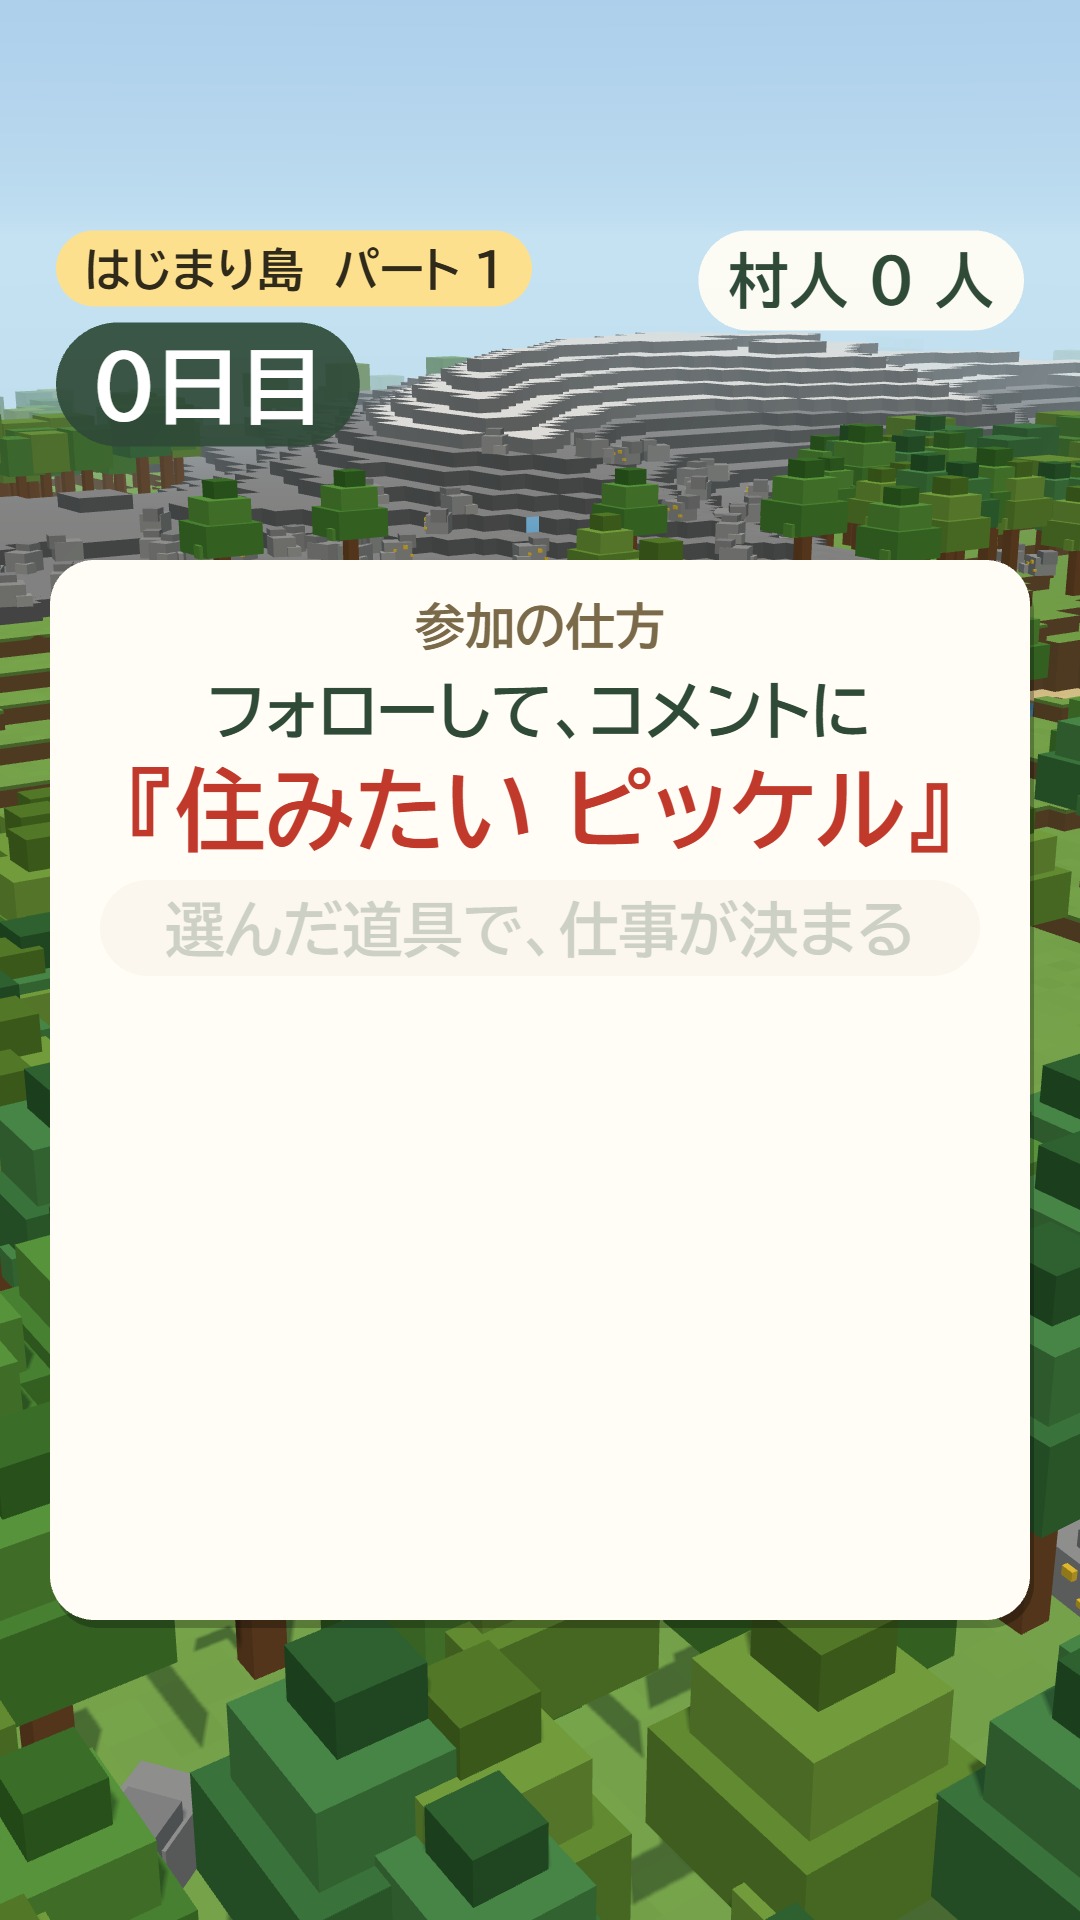 はじまり島 パート 1
村人 0 人
0日目
参加の仕方
フォローして、コメントに
『住みたい ピッケル』
選んだ道具で、仕事が決まる